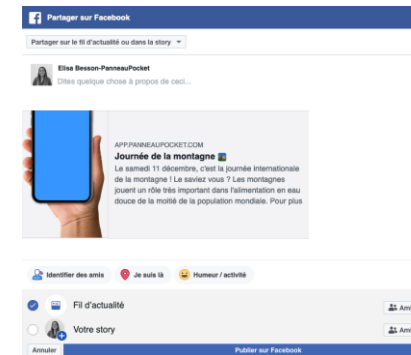 Partager sur Facebook
Partager sur le fil d'actualité ou dans la story
Elisa Besson-PanneauPocket
Dites quelque chose à propos de ceci...
APP.PANNEAUPOCKET.COM
Journée de la montagne
Le samedi 11 décembre, c'est la journée internationale
de la montagne ! Le saviez vous ? Les montagnes
jouent un rôle très important dans l'alimentation en eau
douce de la moitié de la population mondiale. Pour plus
Identifier des amis Je suis là Humeur / activité
Fil d'actualité Ami
Votre story Ami
Annuler Publier sur Facebook